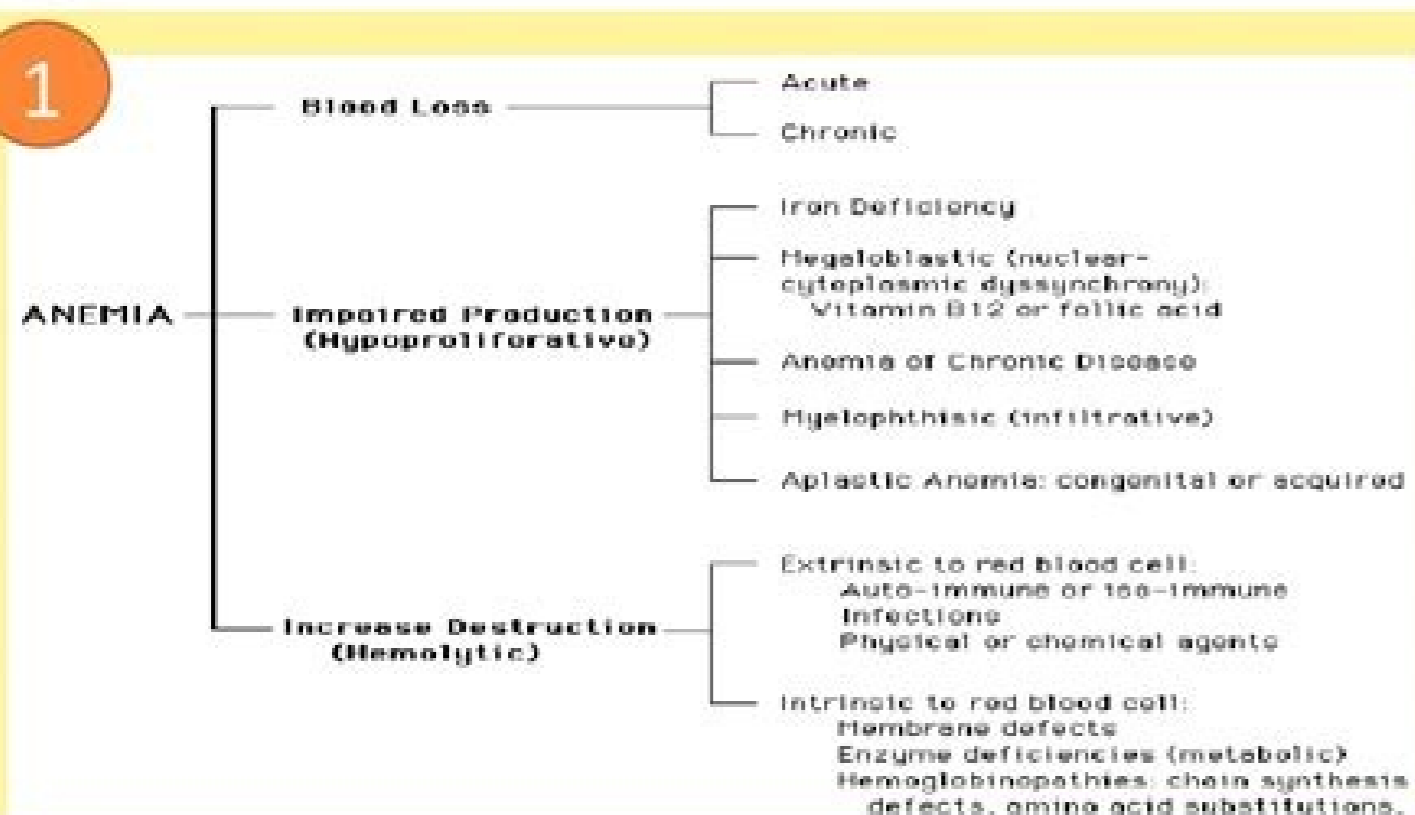 1
Blood Loss
Acute
Chronic
ANEMIA
Impaired Production
(Hypoproliferative)
Iron Deficiency
Megaloblastic (nuclear-
cytoplasmic dyssynchrony):
Vitamin B12 or follic acid
Anemia of Chronic Disease
Myelophthisic (infiltrative)
Aplastic Anemia: congenital or acquired
Increase Destruction
(Hemolytic)
Extrinsic to red blood cell:
Auto-immune or iso-immune
Infections
Physical or chemical agents
Intrinsic to red blood cell:
Membrane defects
Enzyme deficiencies (metabolic)
Hemoglobinopathies: chain synthesis
defects, amino acid substitutions,